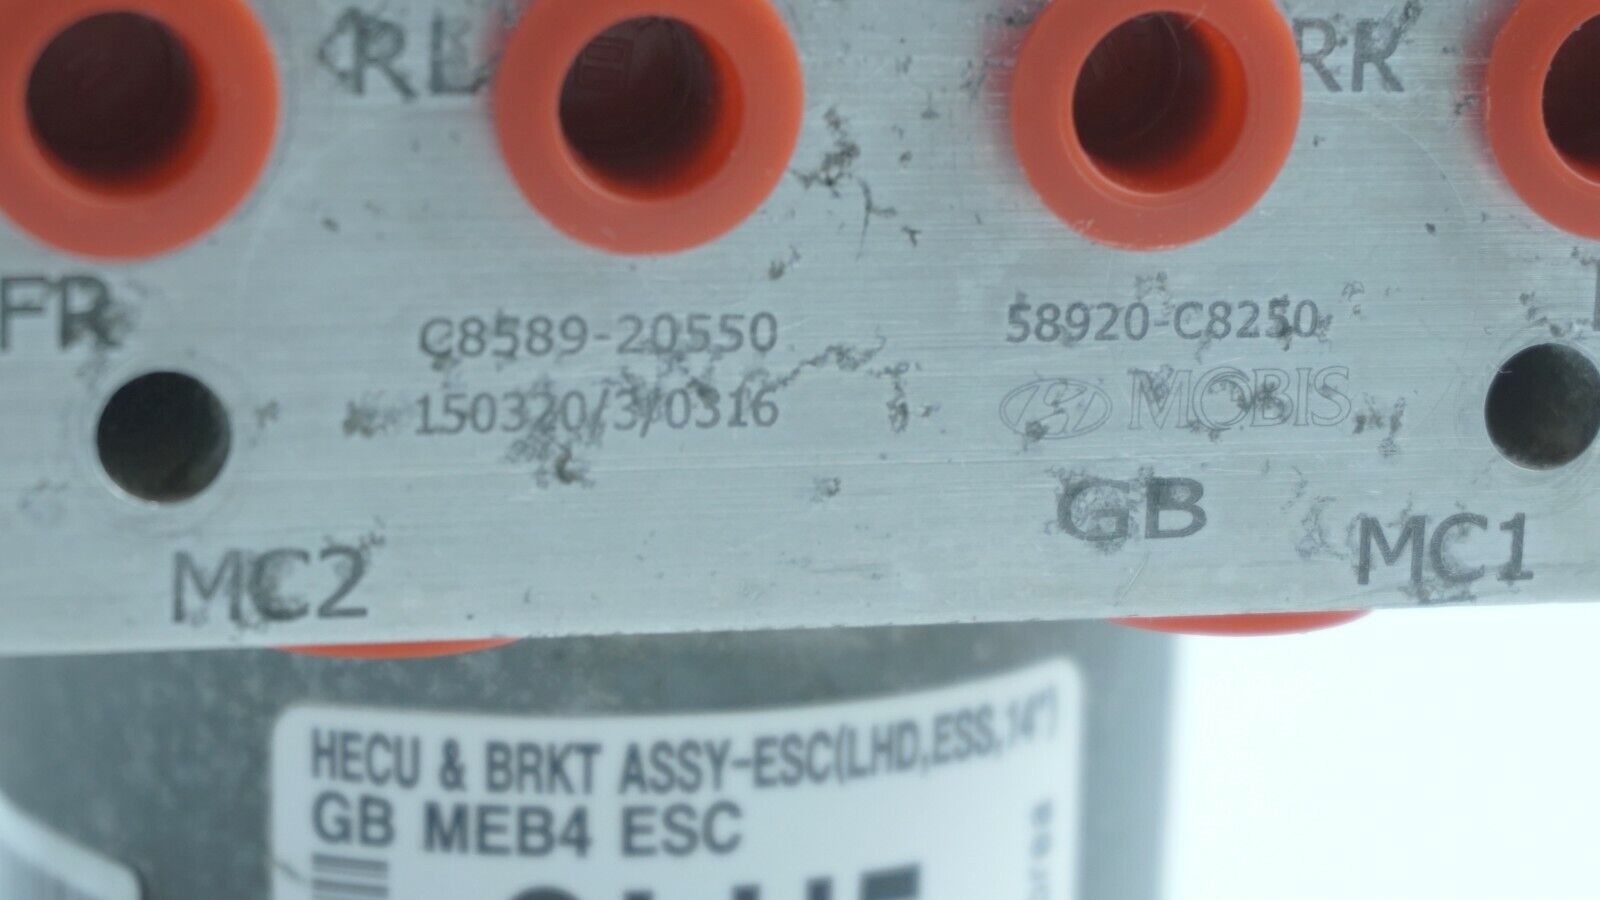 RL
RR
FR
C8589-20550
58920-C8250
150320/3/0316
MOBIS
GB
MC2
MC1
HECU & BRKT ASSY-ESC(LHD,ESS,14")
GB MEB4 ESC